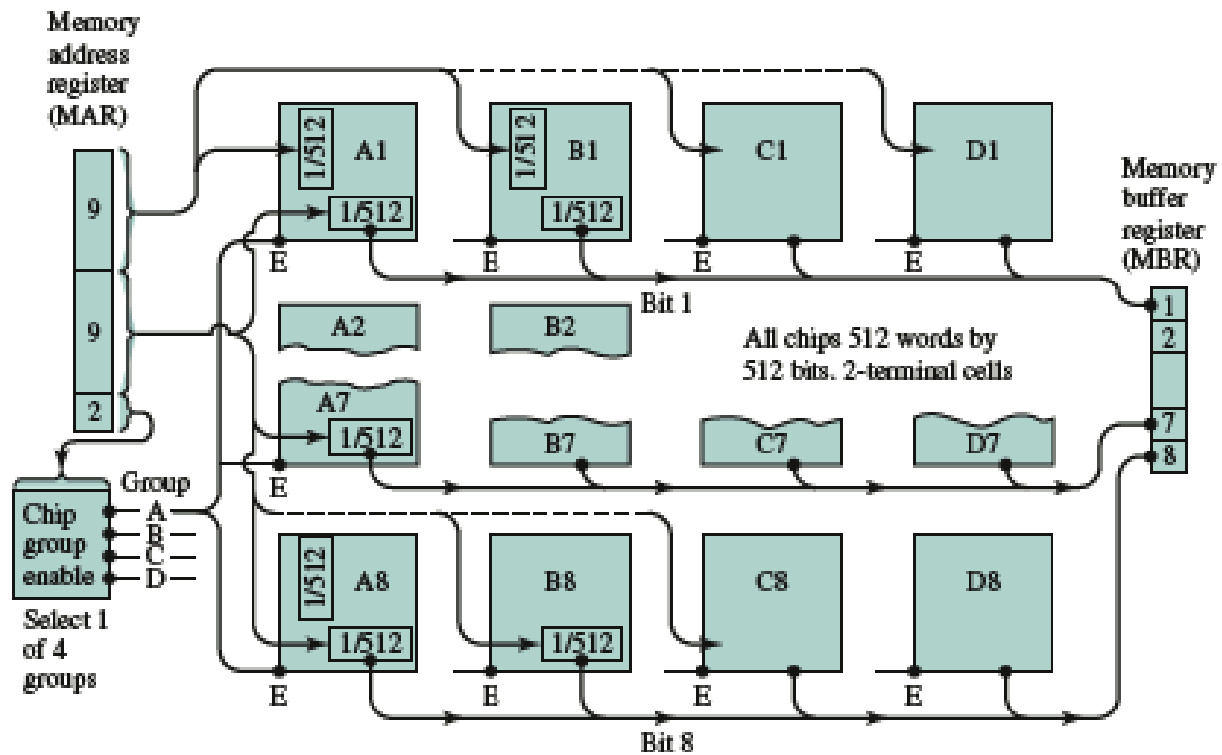 Memory
address
register
(MAR)
9
9
2
1/512
A1
1/512
E
1/512
B1
1/512
E
C1
E
D1
E
Memory
buffer
register
(MBR)
Bit 1
1
2
7
8
A2
B2
All chips 512 words by
512 bits. 2-terminal cells
A7
1/512
E
B7
C7
D7
Group
A
B
C
D
Chip
group
enable
Select 1
of 4
groups
1/512
A8
1/512
E
B8
1/512
E
C8
E
D8
E
Bit 8